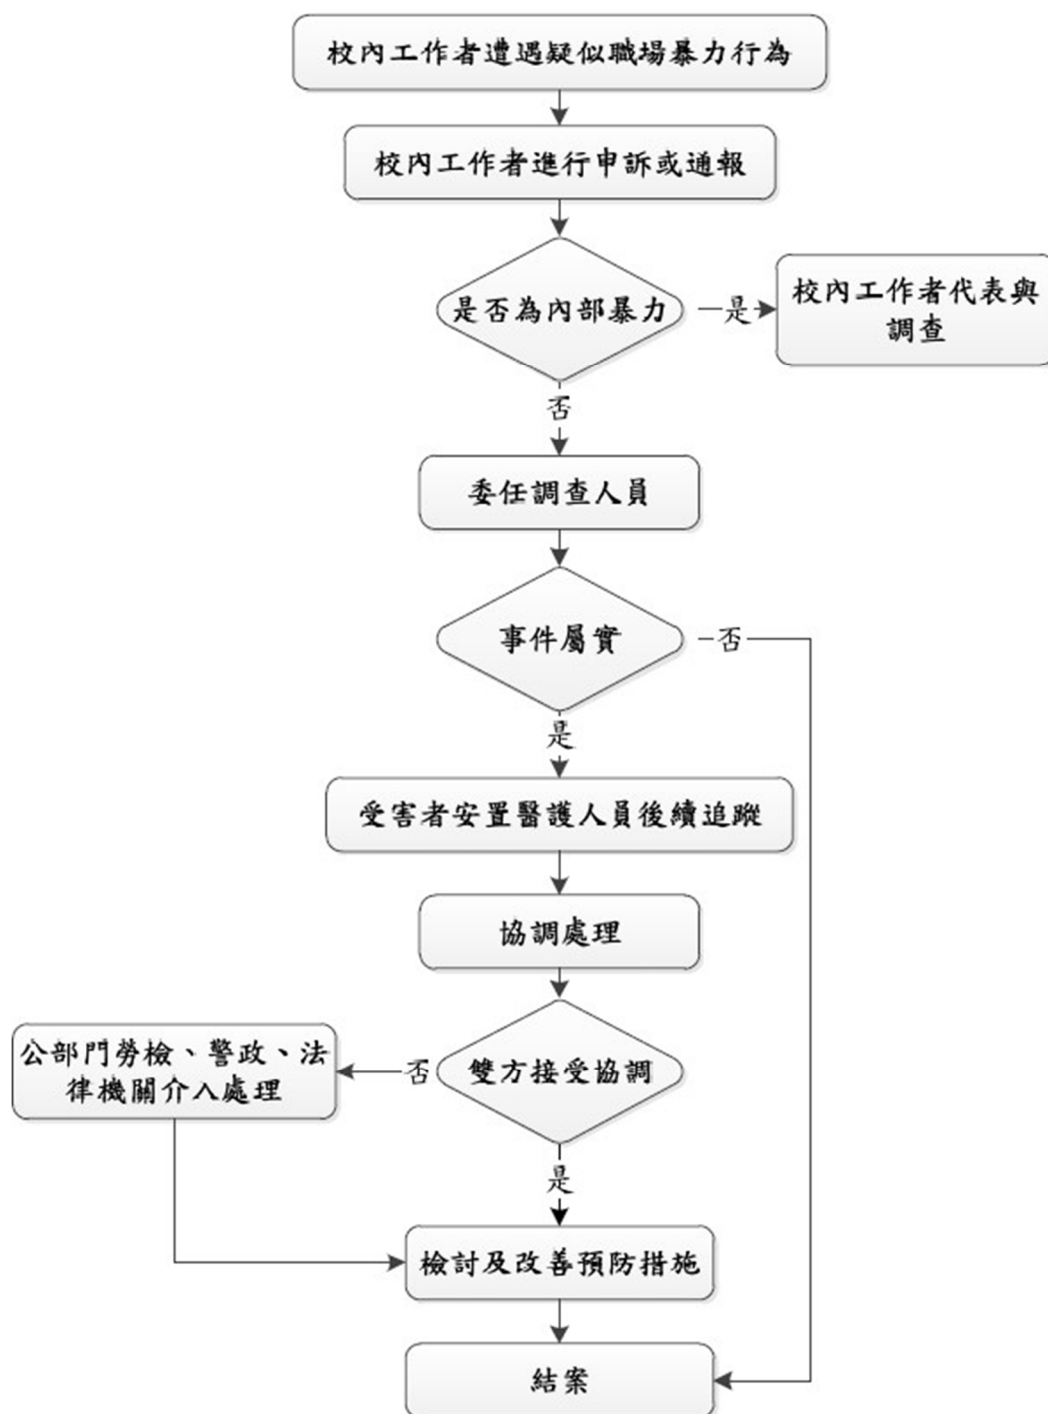 校內工作者遭遇疑似職場暴力行為
校內工作者進行申訴或通報
是否為內部暴力
是
校內工作者代表與
調查
否
委任調查人員
事件屬實
否
是
受害者安置醫護人員後續追蹤
協調處理
雙方接受協調
否
公部門勞檢、警政、法
律機關介入處理
是
檢討及改善預防措施
結案